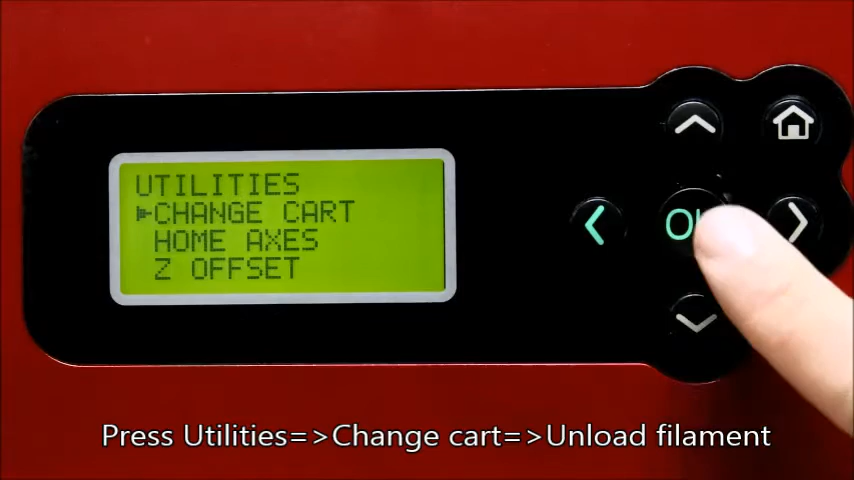 UTILITIES
CHANGE CART
HOME AXES
Z OFFSET
Press Utilities=>Change cart=>Unload filament